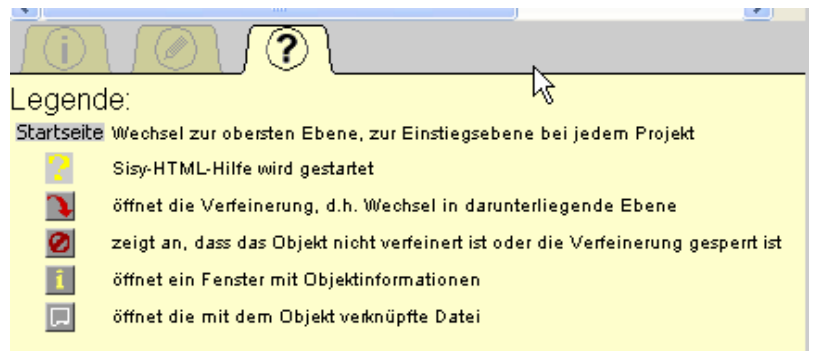 Legende:
Startseite Wechsel zur obersten Ebene, zur Einstiegsebene bei jedem Projekt
? Sisy-HTML-Hilfe wird gestartet
öffnet die Verfeinerung, d.h. Wechsel in darunterliegende Ebene
zeigt an, dass das Objekt nicht verfeinert ist oder die Verfeinerung gesperrt ist
i öffnet ein Fenster mit Objektinformationen
öffnet die mit dem Objekt verknüpfte Datei